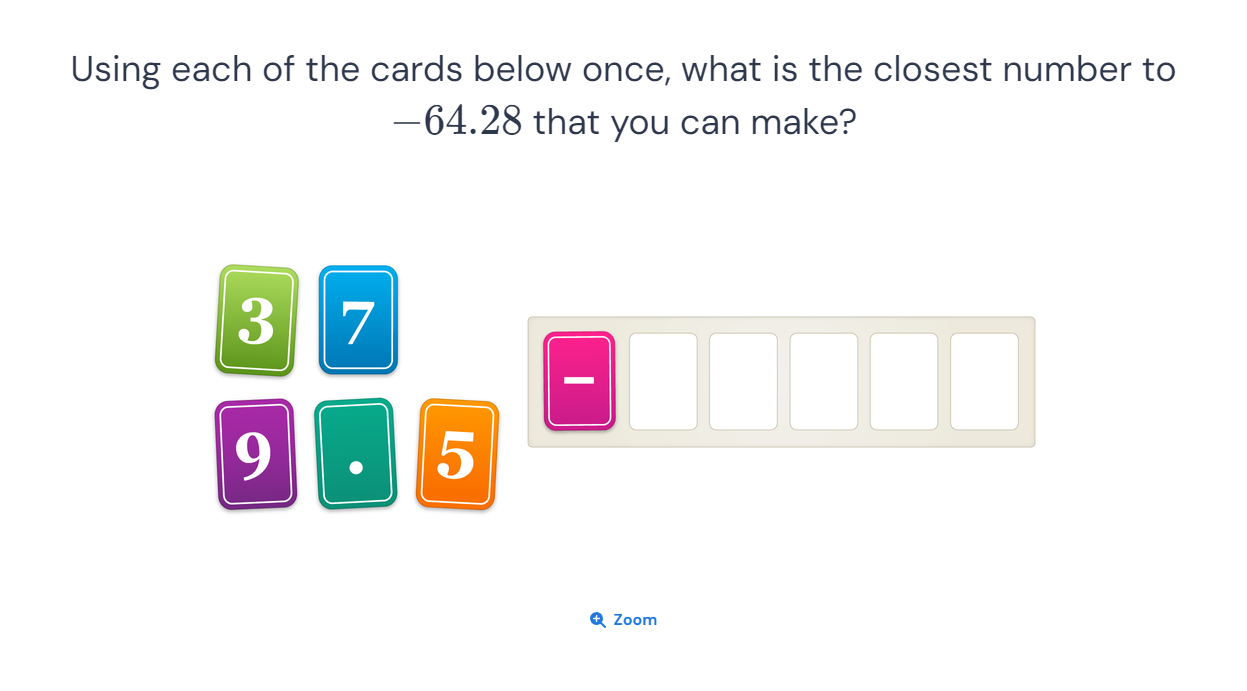 Using each of the cards below once, what is the closest number to
−64.28 that you can make?
3 7
9 . 5
−
Zoom